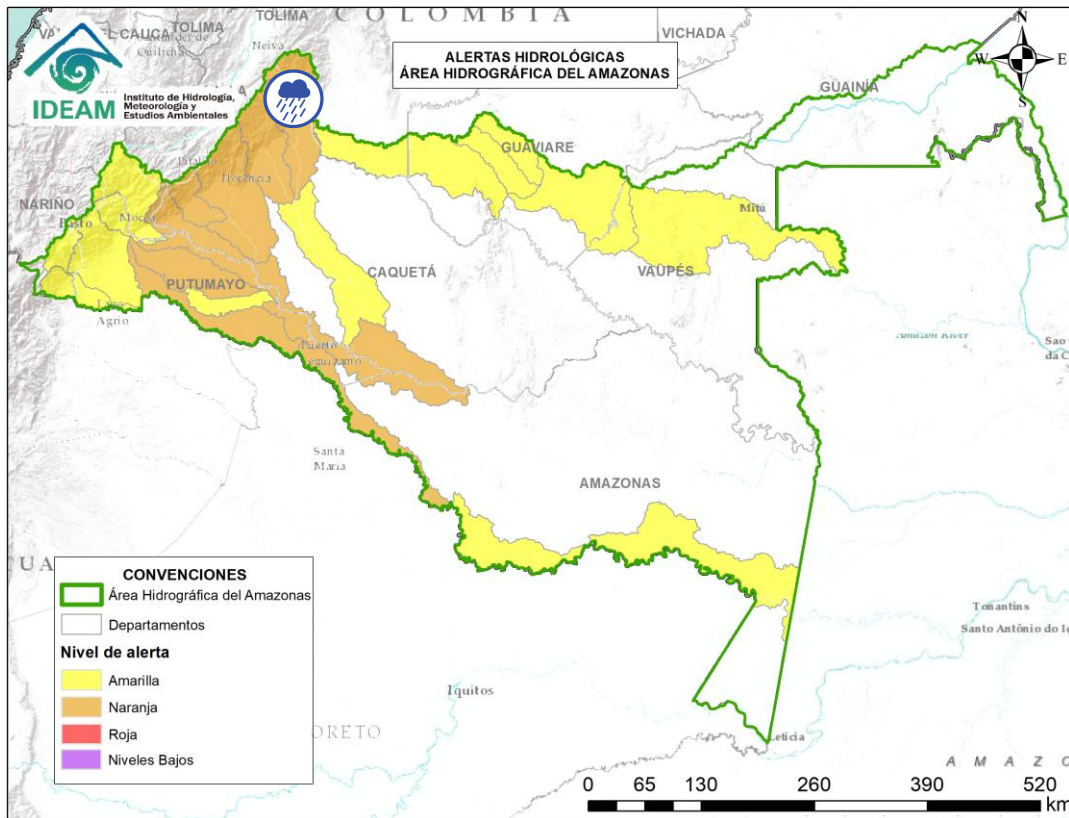 COLOMBIA
TOLIMA
TOLIMA
VICHADA
Neiva
IDEAM
Instituto de Hidrología,
Meteorología y
Estudios Ambientales
ALERTAS HIDROLÓGICAS
ÁREA HIDROGRÁFICA DEL AMAZONAS
N
W
E
S
GUAINÍA
GUAVIARE
NARIÑO
Mocoa
Mitú
CAQUETÁ
VAUPÉS
PUTUMAYO
Lago
Agrio
Puerto
Leguizamo
Amazon River
Santa
Maria
AMAZONAS
CONVENCIONES
Área Hidrográfica del Amazonas
Departamentos
Nivel de alerta
Amarilla
Naranja
Roja
Niveles Bajos
Tonantins
Santo Antônio do
Iquitos
Leticia
0 65 130 260 390 520
km